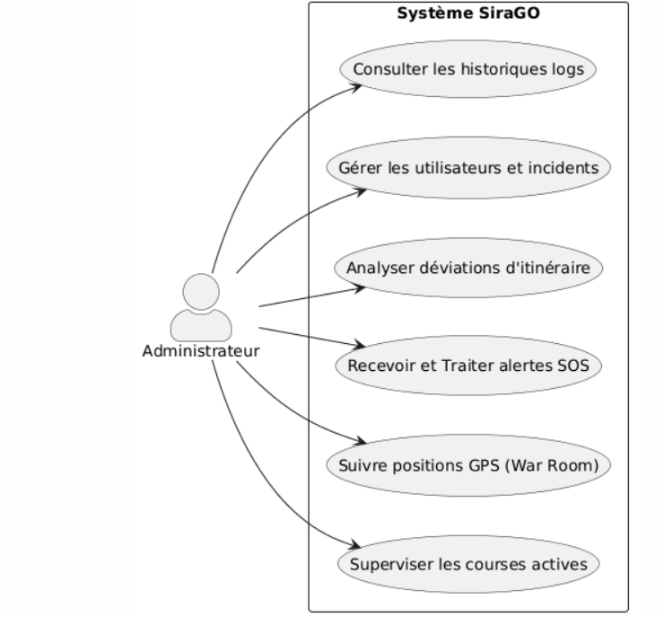 Système SiraGO
Consulter les historiques logs
Gérer les utilisateurs et incidents
Analyser déviations d'itinéraire
Administrateur
Recevoir et Traiter alertes SOS
Suivre positions GPS (War Room)
Superviser les courses actives